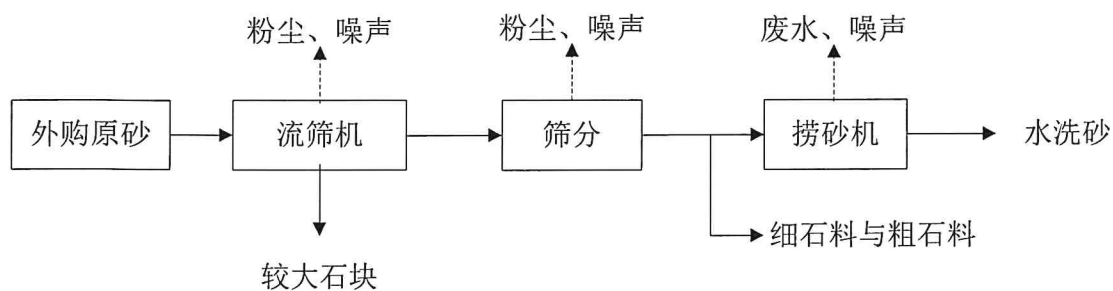 粉尘、噪声
粉尘、噪声
废水、噪声
外购原砂
流筛机
筛分
捞砂机
水洗砂
细石料与粗石料
较大石块